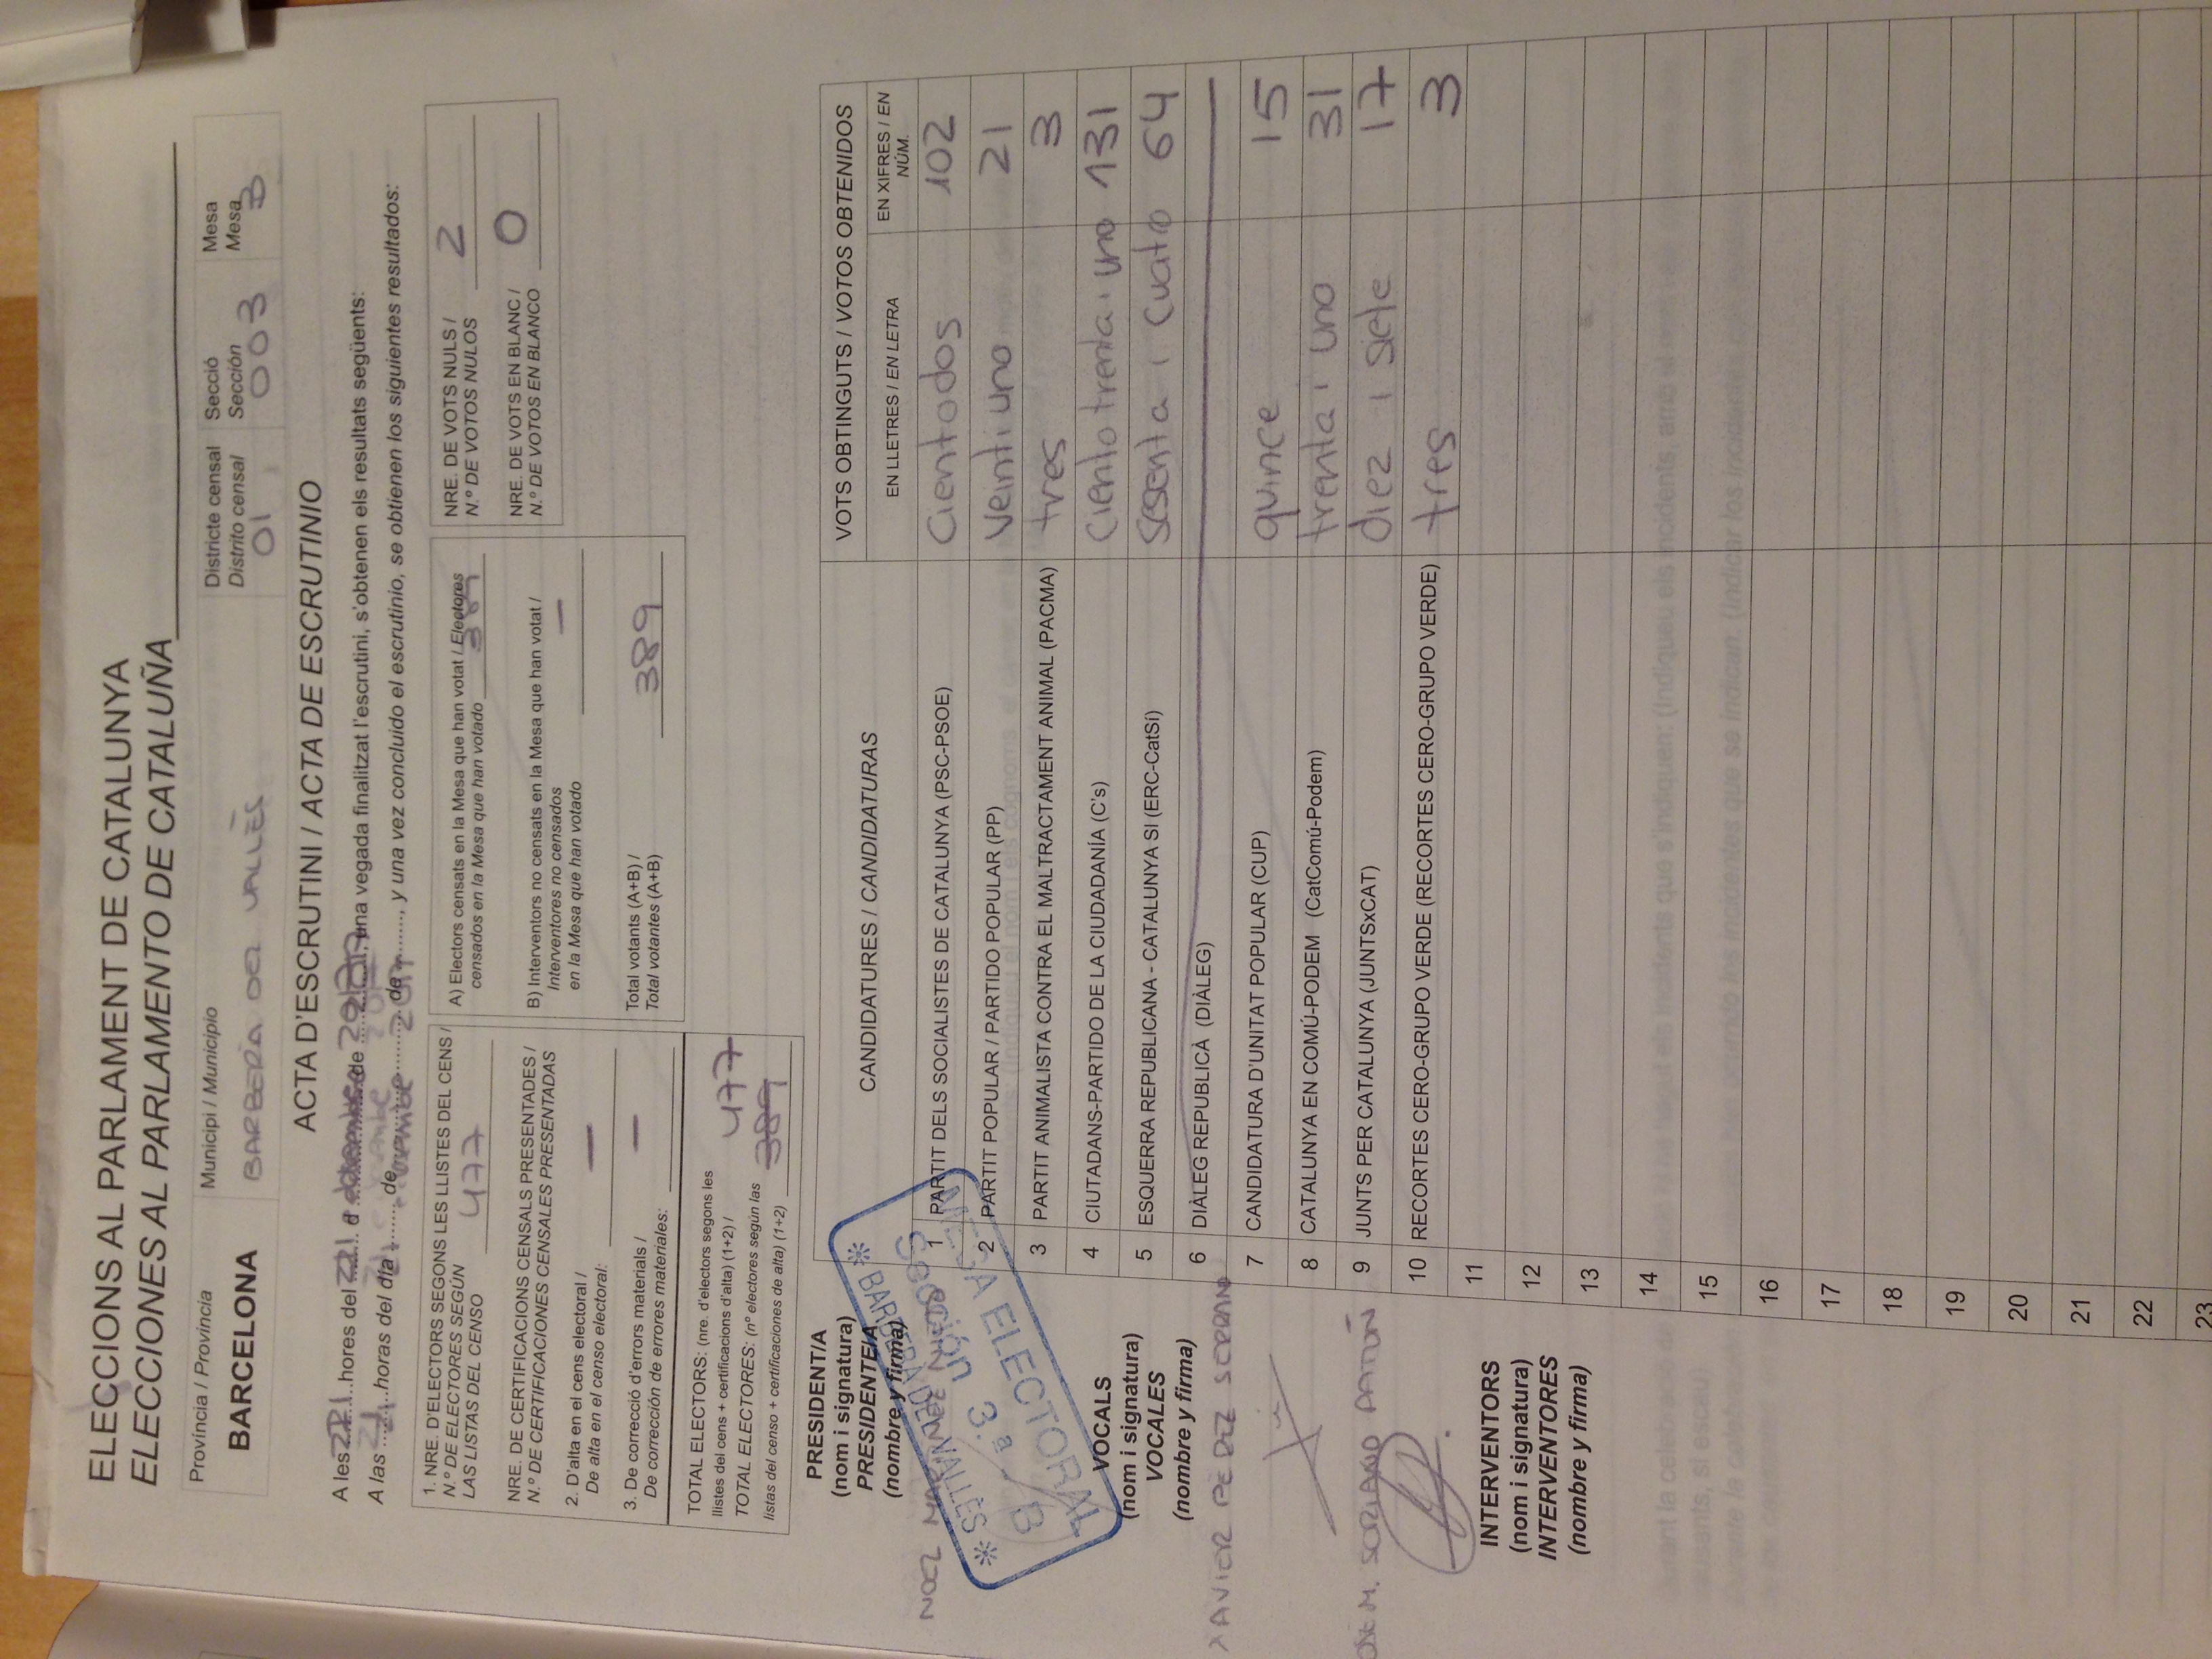 ELECCIONS AL PARLAMENT DE CATALUNYA
ELECCIONES AL PARLAMENTO DE CATALUÑA
Província / Provincia
BARCELONA
Municipi / Municipio
BARBERÀ DEL VALLÈS
Districte censal
Distrito censal
01
Secció
Sección
003
Mesa
Mesa
B
ACTA D'ESCRUTINI / ACTA DE ESCRUTINIO
A les 21 hores del 21 d de 2017, una vegada finalitzat l'escrutini, s'obtenen els resultats següents:
A las 21 horas del día 21 de de 2017, y una vez concluido el escrutinio, se obtienen los siguientes resultados:
1. NRE. D'ELECTORS SEGONS LES LLISTES DEL CENS /
N.º DE ELECTORES SEGÚN
LAS LISTAS DEL CENSO 477
NRE. DE CERTIFICACIONS CENSALS PRESENTADES /
N.º DE CERTIFICACIONES CENSALES PRESENTADAS
2. D'alta en el cens electoral /
De alta en el censo electoral: —
3. De correcció d'errors materials /
De corrección de errores materiales: —
TOTAL ELECTORS: (nre. d'electors segons les
llistes del cens + certificacions d'alta) (1+2) / 477
TOTAL ELECTORES: (nº electores según las
listas del censo + certificaciones de alta) (1+2) 389
A) Electors censats en la Mesa que han votat / Electores
censados en la Mesa que han votado 389
B) Interventors no censats en la Mesa que han votat /
Interventores no censados
en la Mesa que han votado —
Total votants (A+B) /
Total votantes (A+B) 389
NRE. DE VOTS NULS /
N.º DE VOTOS NULOS 2
NRE. DE VOTS EN BLANC /
N.º DE VOTOS EN BLANCO 0
PRESIDENT/A
(nom i signatura)
PRESIDENTE/A
(nombre y firma)
NOEL MARTINEZ NIETO
MESA ELECTORAL
Sección 3.ª - B
* BARBERA DEL VALLÈS *
VOCALS
(nom i signatura)
VOCALES
(nombre y firma)
XAVIER PEREZ SERRANO
M. SORIANO
INTERVENTORS
(nom i signatura)
INTERVENTORES
(nombre y firma)
CANDIDATURES / CANDIDATURAS
VOTS OBTINGUTS / VOTOS OBTENIDOS
EN LLETRES / EN LETRA
EN XIFRES / EN
NÚM.
1 PARTIT DELS SOCIALISTES DE CATALUNYA (PSC-PSOE) Cientodos 102
2 PARTIT POPULAR / PARTIDO POPULAR (PP) Veinti uno 21
3 PARTIT ANIMALISTA CONTRA EL MALTRACTAMENT ANIMAL (PACMA) tres 3
4 CIUTADANS-PARTIDO DE LA CIUDADANÍA (C's) Ciento trenta i uno 131
5 ESQUERRA REPUBLICANA - CATALUNYA SI (ERC-CatSí) Sesenta i cuatro 64
6 DIÀLEG REPUBLICÀ (DIÀLEG)
7 CANDIDATURA D'UNITAT POPULAR (CUP) quince 15
8 CATALUNYA EN COMÚ-PODEM (CatComú-Podem) trenta i uno 31
9 JUNTS PER CATALUNYA (JUNTSxCAT) diez i siete 17
10 RECORTES CERO-GRUPO VERDE (RECORTES CERO-GRUPO VERDE) tres 3
11
12
13
14
15
16
17
18
19
20
21
22
23